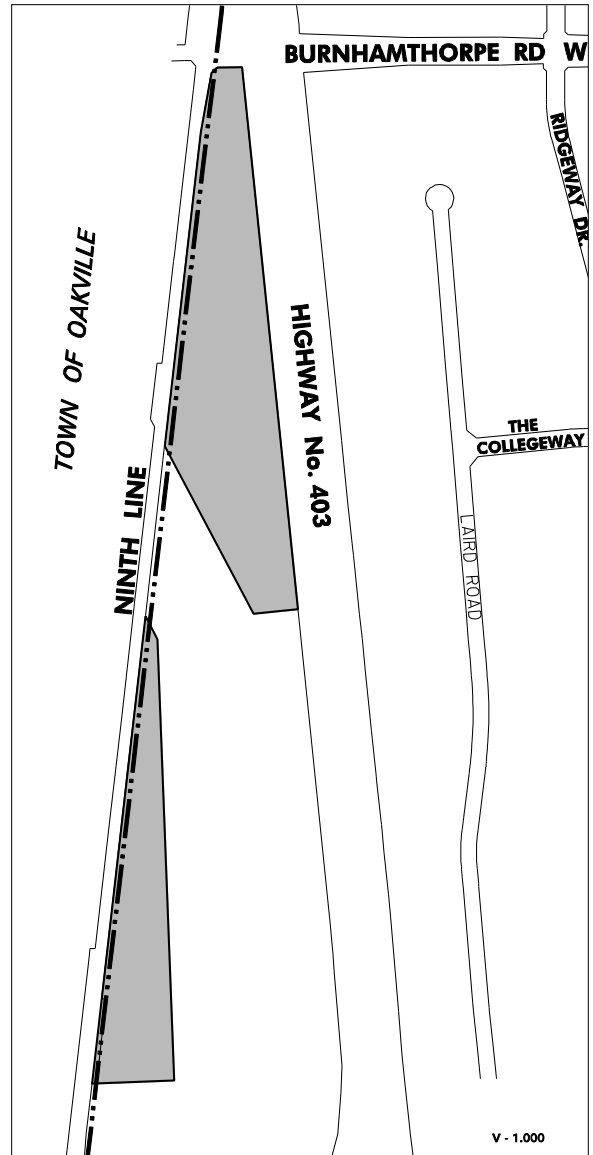 BURNHAMTHORPE RD W
RIDGEWAY DR.
TOWN OF OAKVILLE
HIGHWAY No. 403
THE
COLLEGEWAY
NINTH LINE
LAIRD ROAD
V - 1.000